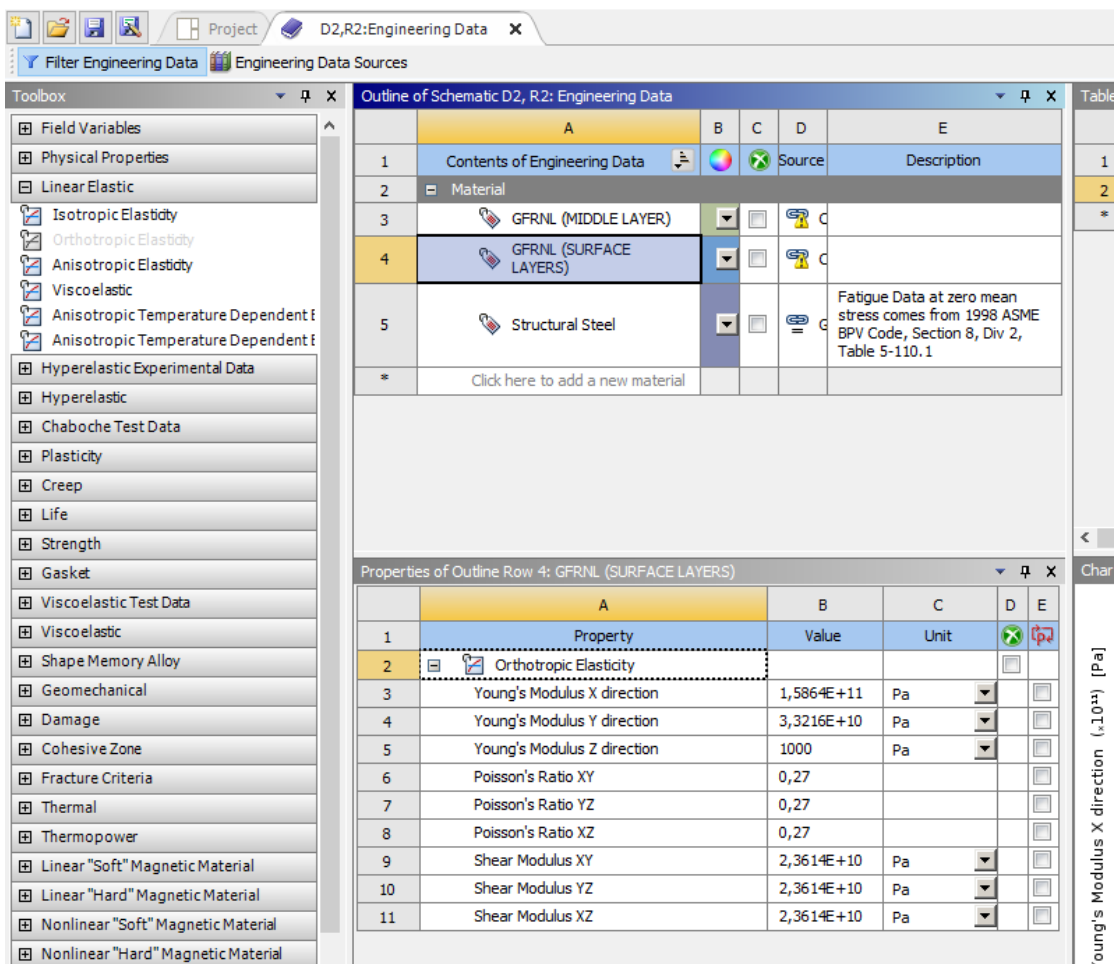 Project
D2,R2:Engineering Data
Filter Engineering Data
Engineering Data Sources
Toolbox
Field Variables
Physical Properties
Linear Elastic
Isotropic Elasticity
Orthotropic Elasticity
Anisotropic Elasticity
Viscoelastic
Anisotropic Temperature Dependent E
Anisotropic Temperature Dependent E
Hyperelastic Experimental Data
Hyperelastic
Chaboche Test Data
Plasticity
Creep
Life
Strength
Gasket
Viscoelastic Test Data
Viscoelastic
Shape Memory Alloy
Geomechanical
Damage
Cohesive Zone
Fracture Criteria
Thermal
Thermopower
Linear "Soft" Magnetic Material
Linear "Hard" Magnetic Material
Nonlinear "Soft" Magnetic Material
Nonlinear "Hard" Magnetic Material
Outline of Schematic D2, R2: Engineering Data
A B C D E
1 Contents of Engineering Data Source Description
2 Material
3 GFRNL (MIDDLE LAYER) C
4 GFRNL (SURFACE
LAYERS) C
5 Structural Steel G
Fatigue Data at zero mean
stress comes from 1998 ASME
BPV Code, Section 8, Div 2,
Table 5-110.1
* Click here to add a new material
Properties of Outline Row 4: GFRNL (SURFACE LAYERS)
A B C D E
1 Property Value Unit
2 Orthotropic Elasticity
3 Young's Modulus X direction 1,5864E+11 Pa
4 Young's Modulus Y direction 3,3216E+10 Pa
5 Young's Modulus Z direction 1000 Pa
6 Poisson's Ratio XY 0,27
7 Poisson's Ratio YZ 0,27
8 Poisson's Ratio XZ 0,27
9 Shear Modulus XY 2,3614E+10 Pa
10 Shear Modulus YZ 2,3614E+10 Pa
11 Shear Modulus XZ 2,3614E+10 Pa
Table
1
2
*
Char
Young's Modulus X direction (x10¹¹) [Pa]